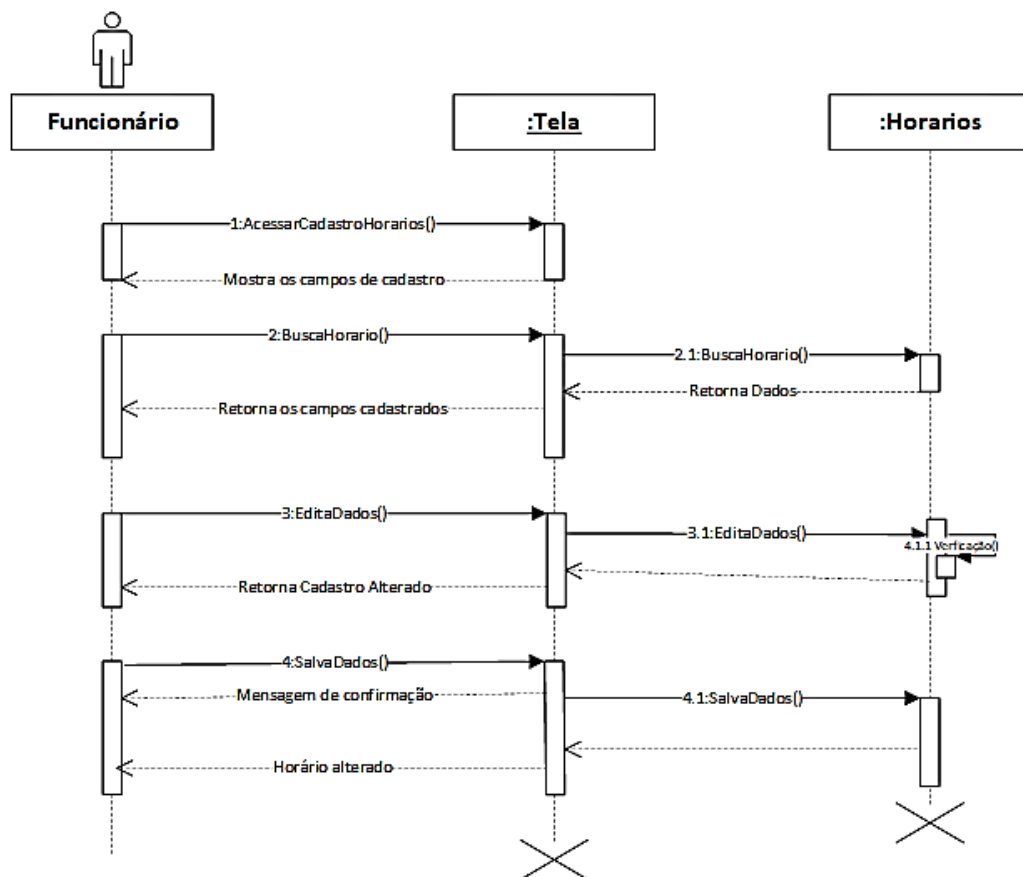 Funcionário
:Tela
:Horarios
1:AcessarCadastroHorarios()
Mostra os campos de cadastro
2:BuscaHorario()
2.1:BuscaHorario()
Retorna Dados
Retorna os campos cadastrados
3:EditaDados()
3.1:EditaDados()
4.1.1 Verficação()
Retorna Cadastro Alterado
4:SalvaDados()
Mensagem de confirmação
4.1:SalvaDados()
Horário alterado